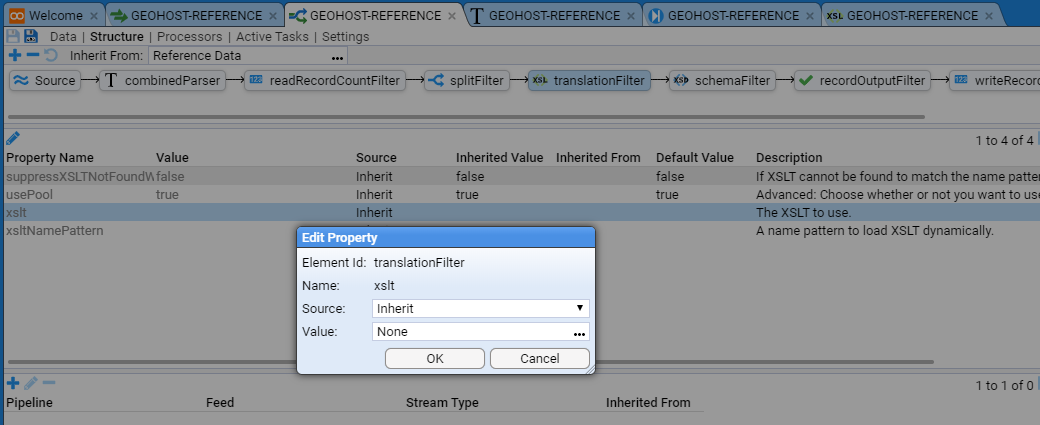 Welcome × GEOHOST-REFERENCE × GEOHOST-REFERENCE × T GEOHOST-REFERENCE × GEOHOST-REFERENCE × XSL GEOHOST-REFERENCE ×
Data | Structure | Processors | Active Tasks | Settings
Inherit From: Reference Data ...
Source T combinedParser 123 readRecordCountFilter splitFilter XSL translationFilter XSD schemaFilter recordOutputFilter 123 writeRecord
1 to 4 of 4
Property Name Value Source Inherited Value Inherited From Default Value Description
suppressXSLTNotFoundW false Inherit false false If XSLT cannot be found to match the name patter
usePool true Inherit true true Advanced: Choose whether or not you want to use
xslt Inherit The XSLT to use.
xsltNamePattern A name pattern to load XSLT dynamically.
Edit Property
Element Id: translationFilter
Name: xslt
Source: Inherit
Value: None ...
OK Cancel
1 to 1 of 0
Pipeline Feed Stream Type Inherited From